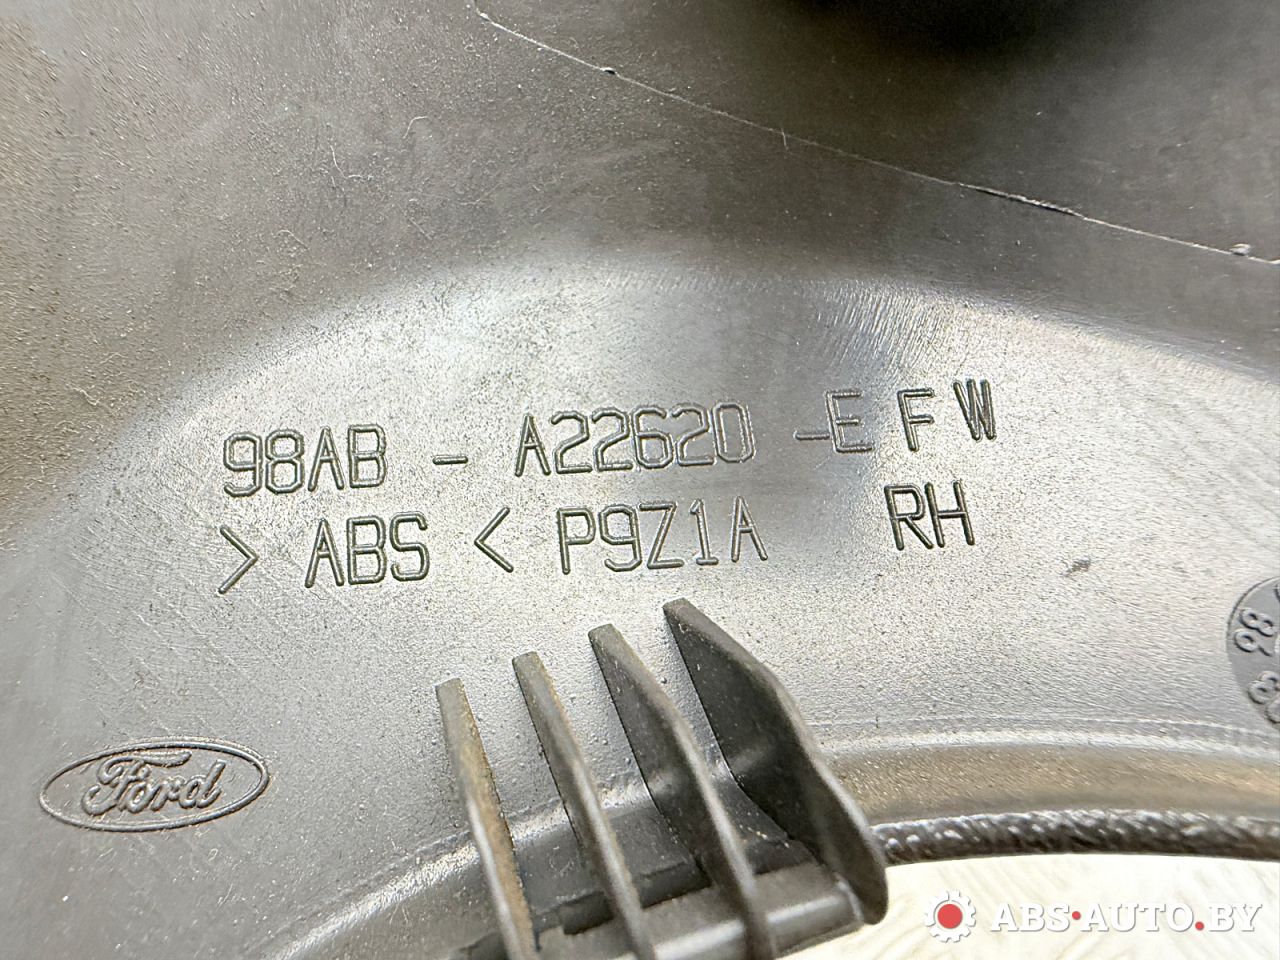 98AB - A22620 -E F W
> ABS < P9Z1A RH
Ford
ABS-AUTO.BY